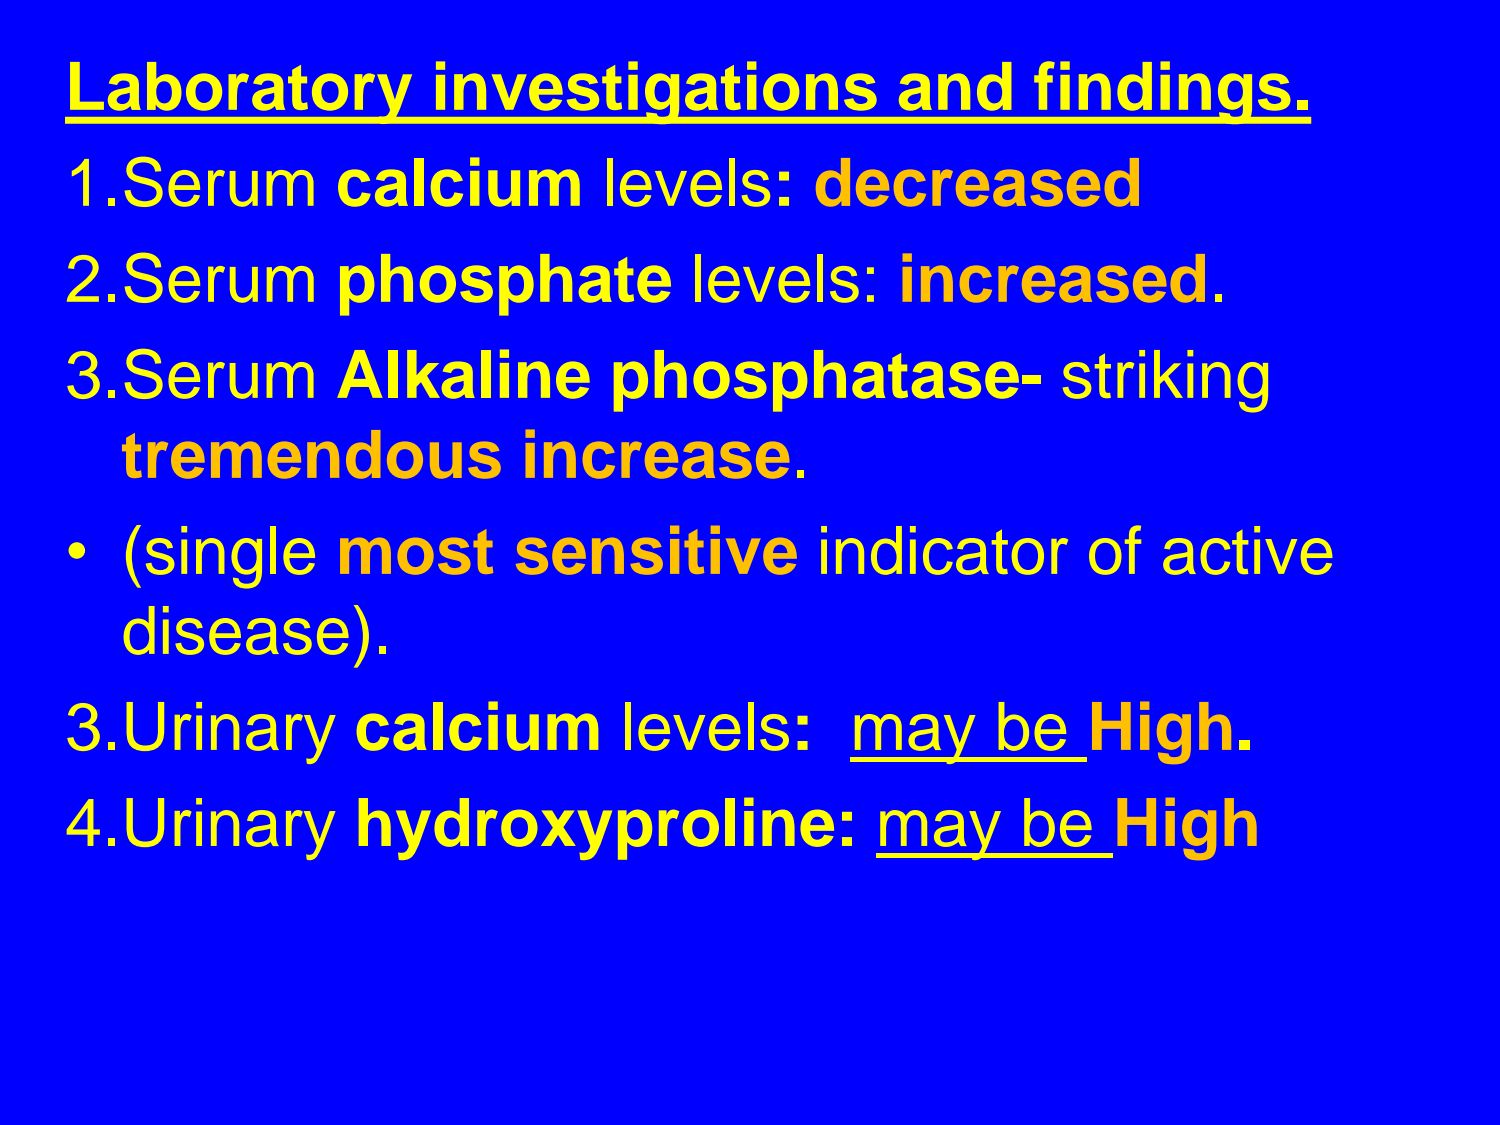 Laboratory investigations and findings.
1.Serum calcium levels: decreased
2.Serum phosphate levels: increased.
3.Serum Alkaline phosphatase- striking
tremendous increase.
• (single most sensitive indicator of active
disease).
3.Urinary calcium levels:  may be High.
4.Urinary hydroxyproline: may be High